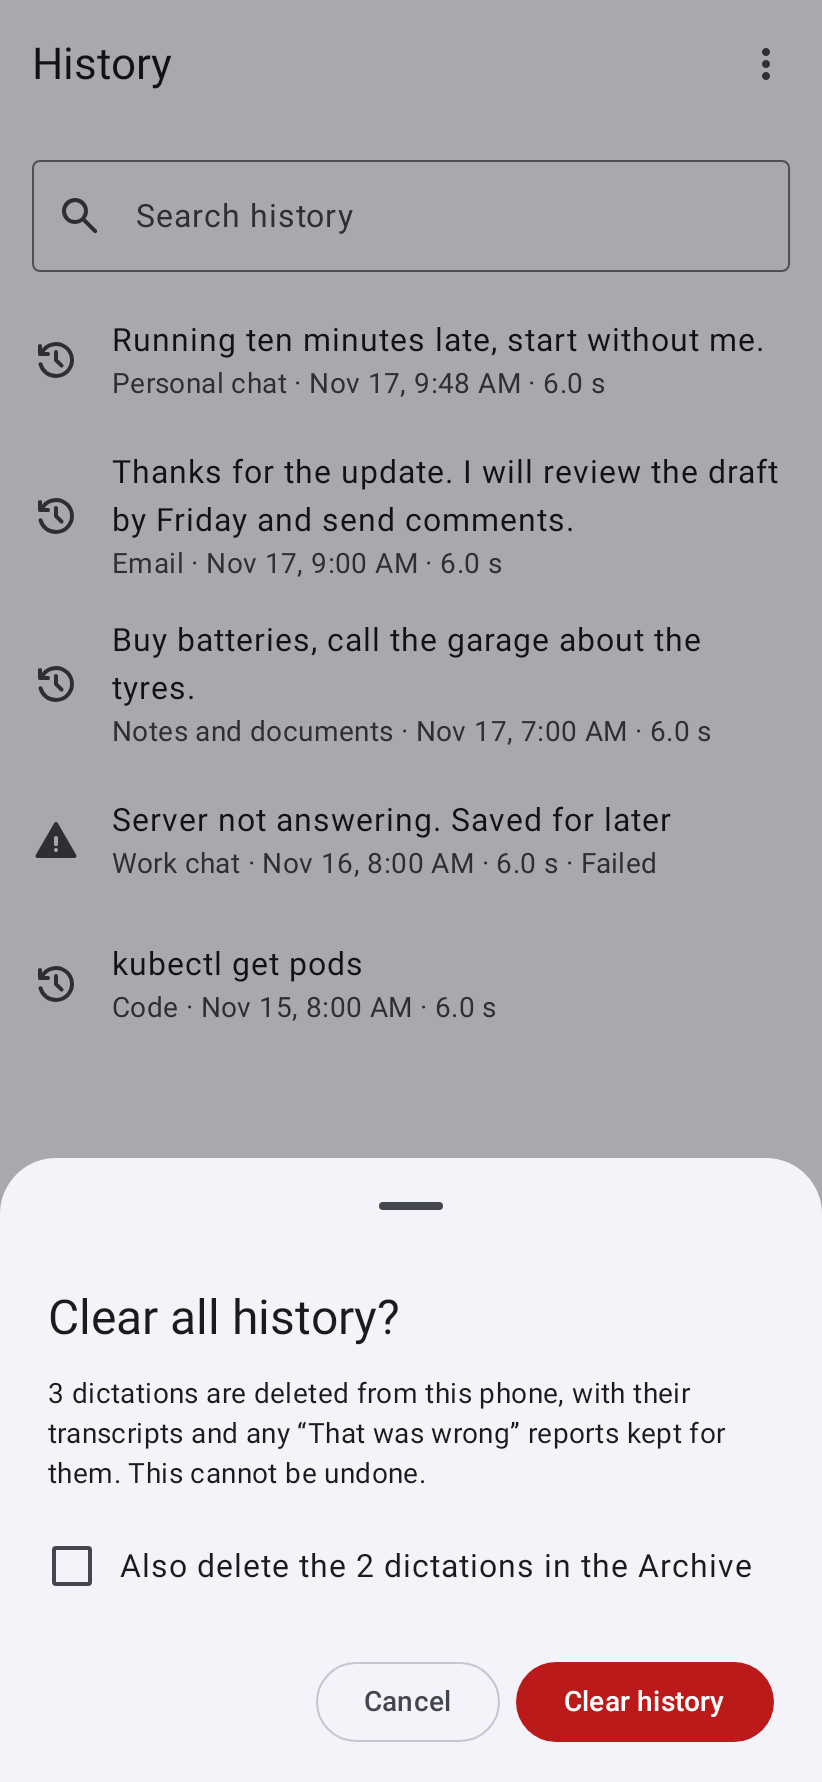 History
Search history
Running ten minutes late, start without me.
Personal chat · Nov 17, 9:48 AM · 6.0 s
Thanks for the update. I will review the draft
by Friday and send comments.
Email · Nov 17, 9:00 AM · 6.0 s
Buy batteries, call the garage about the
tyres.
Notes and documents · Nov 17, 7:00 AM · 6.0 s
Server not answering. Saved for later
Work chat · Nov 16, 8:00 AM · 6.0 s · Failed
kubectl get pods
Code · Nov 15, 8:00 AM · 6.0 s
Clear all history?
3 dictations are deleted from this phone, with their
transcripts and any “That was wrong” reports kept for
them. This cannot be undone.
Also delete the 2 dictations in the Archive
Cancel
Clear history